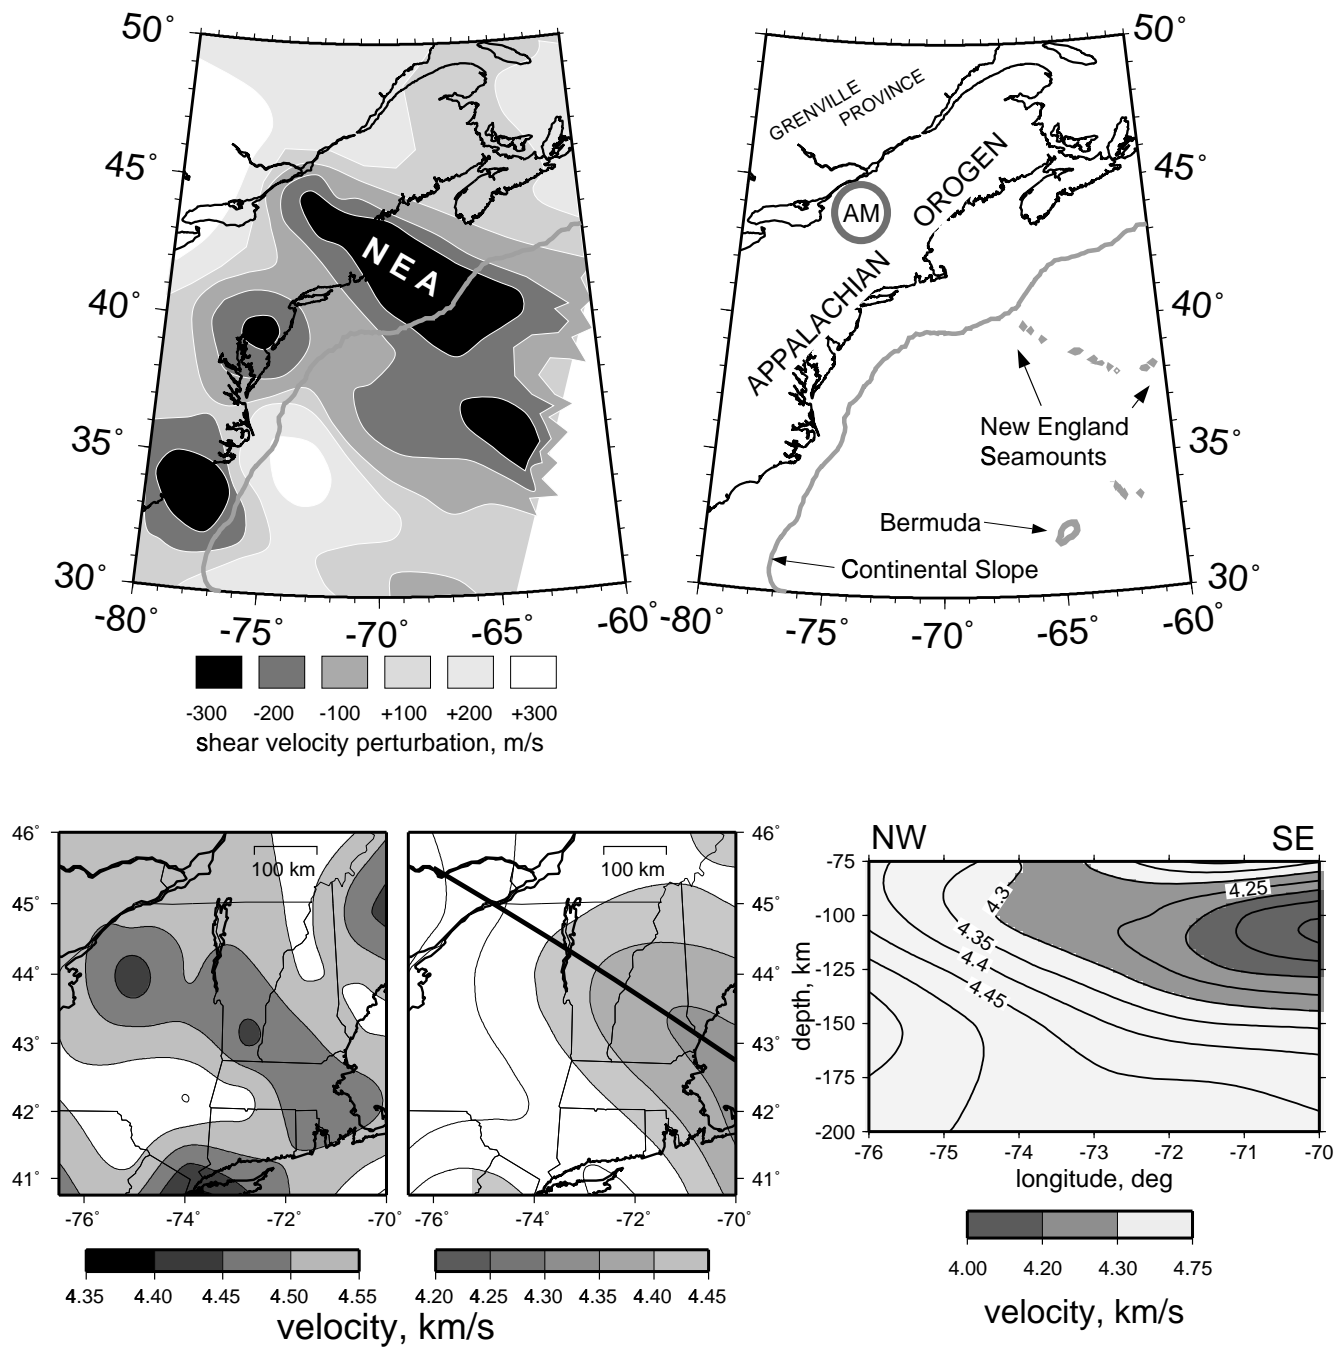 50°
45°
40°
35°
30°
-80 -75° -70° -65° -60°
NEA
-300 -200 -100 +100 +200 +300
shear velocity perturbation, m/s
50°
45°
40°
35°
30°
-80° -75° -70° -65° -60°
GRENVILLE PROVINCE
AM
APPALACHIAN OROGEN
New England
Seamounts
Bermuda
Continental Slope
46°
45°
44°
43°
42°
41°
100 km
-76° -74° -72° -70°
4.35 4.40 4.45 4.50 4.55
100 km
46°
45°
44°
43°
42°
41°
-76° -74° -72° -70°
4.20 4.25 4.30 4.35 4.40 4.45
velocity, km/s
NW SE
-75
-100
-125
-150
-175
-200
depth, km
4.25
4.3
4.35
4.4
4.45
-76 -75 -74 -73 -72 -71 -70
longitude, deg
4.00 4.20 4.30 4.75
velocity, km/s